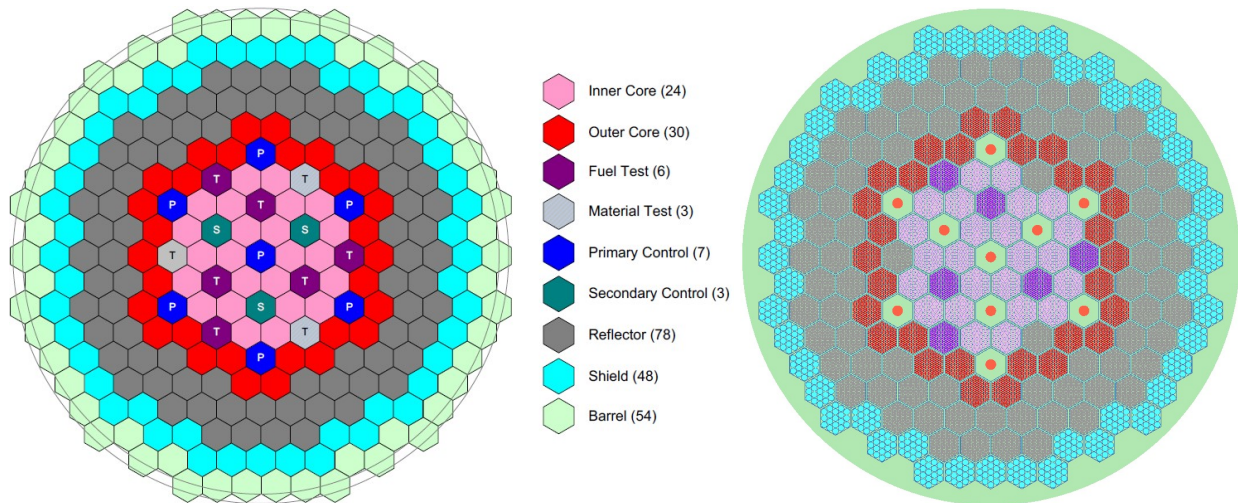 P
T T
P T P
S S
T P T
T T
P S P
T T
P
Inner Core (24)
Outer Core (30)
Fuel Test (6)
Material Test (3)
Primary Control (7)
Secondary Control (3)
Reflector (78)
Shield (48)
Barrel (54)